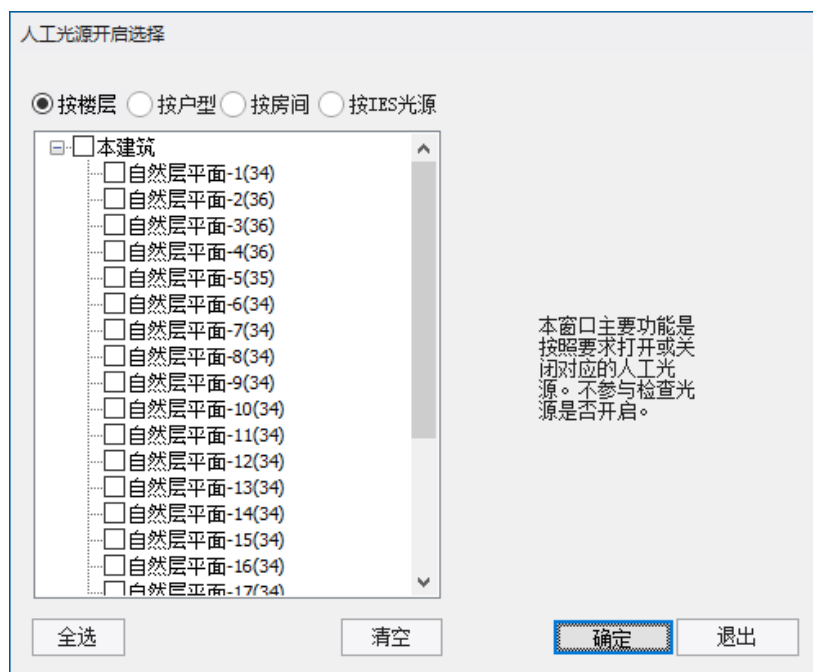 人工光源开启选择
按楼层 按户型 按房间 按IES光源
本建筑
自然层平面-1(34)
自然层平面-2(36)
自然层平面-3(36)
自然层平面-4(36)
自然层平面-5(35)
自然层平面-6(34)
自然层平面-7(34)
自然层平面-8(34)
自然层平面-9(34)
自然层平面-10(34)
自然层平面-11(34)
自然层平面-12(34)
自然层平面-13(34)
自然层平面-14(34)
自然层平面-15(34)
自然层平面-16(34)
自然层平面-17(34)
本窗口主要功能是
按照要求打开或关
闭对应的人工光
源。不参与检查光
源是否开启。
全选 清空 确定 退出